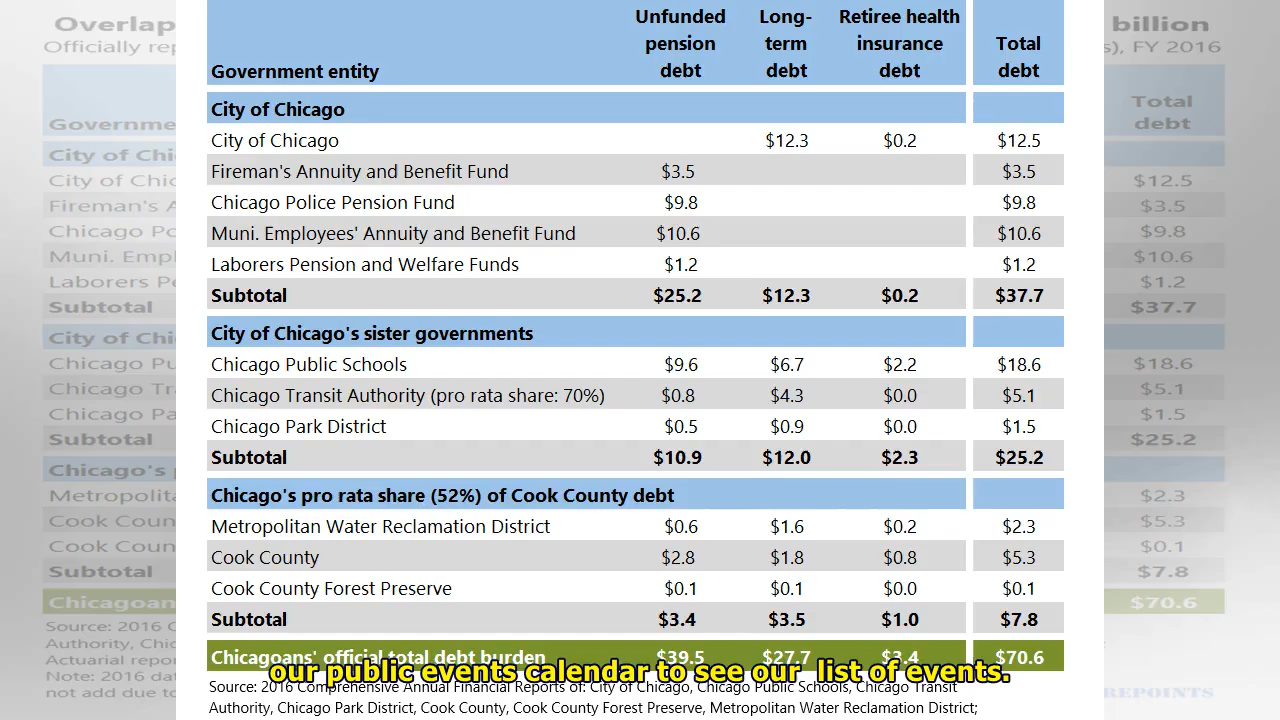 Unfunded pension debt Long-term debt Retiree health insurance debt Total debt
Government entity
City of Chicago
City of Chicago $12.3 $0.2 $12.5
Fireman's Annuity and Benefit Fund $3.5 $3.5
Chicago Police Pension Fund $9.8 $9.8
Muni. Employees' Annuity and Benefit Fund $10.6 $10.6
Laborers Pension and Welfare Funds $1.2 $1.2
Subtotal $25.2 $12.3 $0.2 $37.7
City of Chicago's sister governments
Chicago Public Schools $9.6 $6.7 $2.2 $18.6
Chicago Transit Authority (pro rata share: 70%) $0.8 $4.3 $0.0 $5.1
Chicago Park District $0.5 $0.9 $0.0 $1.5
Subtotal $10.9 $12.0 $2.3 $25.2
Chicago's pro rata share (52%) of Cook County debt
Metropolitan Water Reclamation District $0.6 $1.6 $0.2 $2.3
Cook County $2.8 $1.8 $0.8 $5.3
Cook County Forest Preserve $0.1 $0.1 $0.0 $0.1
Subtotal $3.4 $3.5 $1.0 $7.8
Chicagoans' official total debt burden $39.5 $27.7 $3.4 $70.6
our public events calendar to see our list of events.
Source: 2016 Comprehensive Annual Financial Reports of: City of Chicago, Chicago Public Schools, Chicago Transit
Authority, Chicago Park District, Cook County, Cook County Forest Preserve, Metropolitan Water Reclamation District;